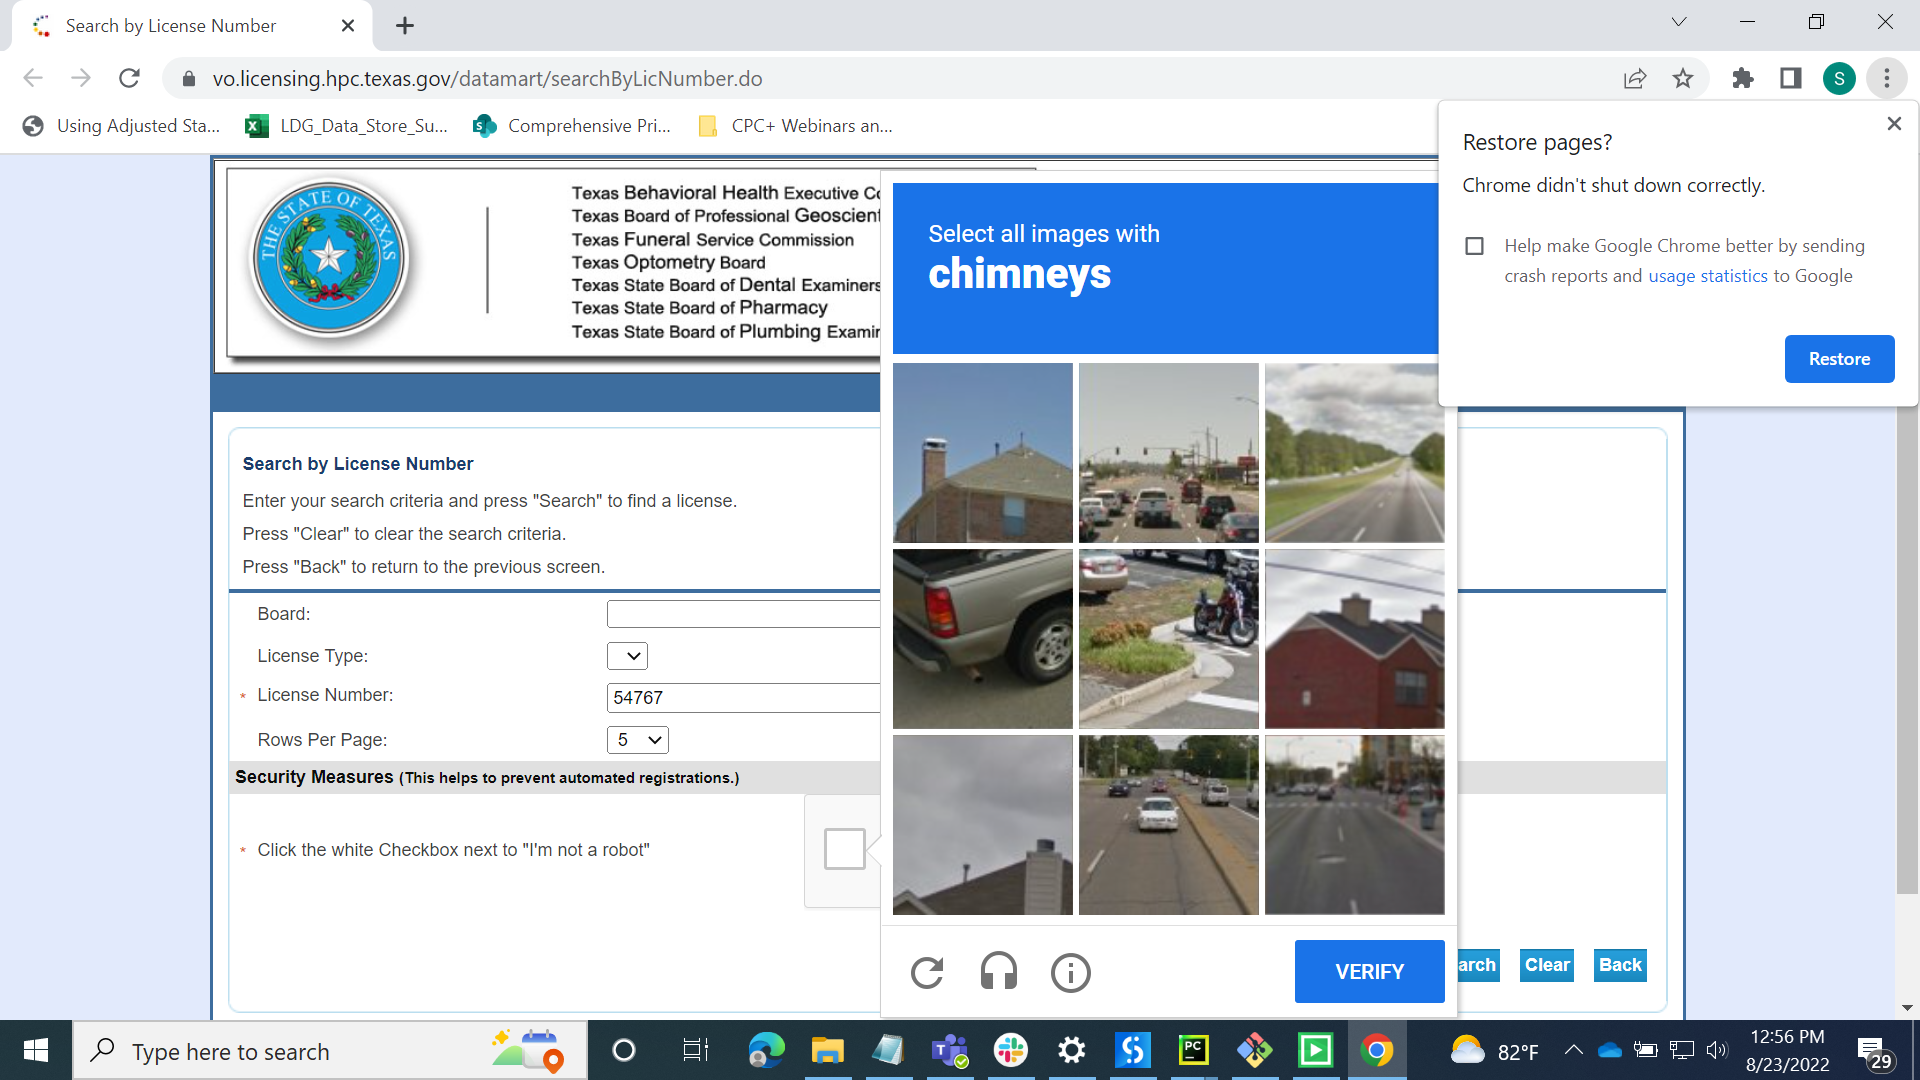 Search by License Number
vo.licensing.hpc.texas.gov/datamart/searchByLicNumber.do
S
Using Adjusted Sta...
LDG_Data_Store_Su...
Comprehensive Pri...
CPC+ Webinars an...
Restore pages?
Chrome didn't shut down correctly.
Help make Google Chrome better by sending
crash reports and usage statistics to Google
Restore
THE STATE OF TEXAS
Texas Behavioral Health Executive Co
Texas Board of Professional Geoscient
Texas Funeral Service Commission
Texas Optometry Board
Texas State Board of Dental Examiners
Texas State Board of Pharmacy
Texas State Board of Plumbing Examin
Select all images with
chimneys
Search by License Number
Enter your search criteria and press "Search" to find a license.
Press "Clear" to clear the search criteria.
Press "Back" to return to the previous screen.
Board:
License Type:
* License Number:
54767
Rows Per Page:
5
Security Measures (This helps to prevent automated registrations.)
* Click the white Checkbox next to "I'm not a robot"
VERIFY
arch
Clear
Back
Type here to search
PC
82°F
12:56 PM
8/23/2022
29